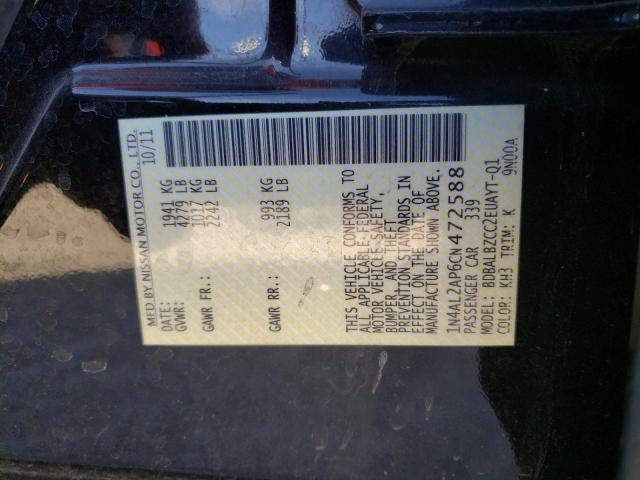 MFD BY NISSAN MOTOR CO., LTD.
DATE: 10/11
GVWR: 1941 KG
4279 LB
GAWR FR.: 1017 KG
2242 LB
GAWR RR.: 993 KG
2189 LB
THIS VEHICLE CONFORMS TO
ALL APPLICABLE FEDERAL
MOTOR VEHICLE SAFETY,
BUMPER, AND THEFT
PREVENTION STANDARDS IN
EFFECT ON THE DATE OF
MANUFACTURE SHOWN ABOVE.
1N4AL2AP6CN472588
PASSENGER CAR 339
MODEL: BDBALBZCC2EUAYT-Q1
COLOR: KH3 TRIM: K 9N00A